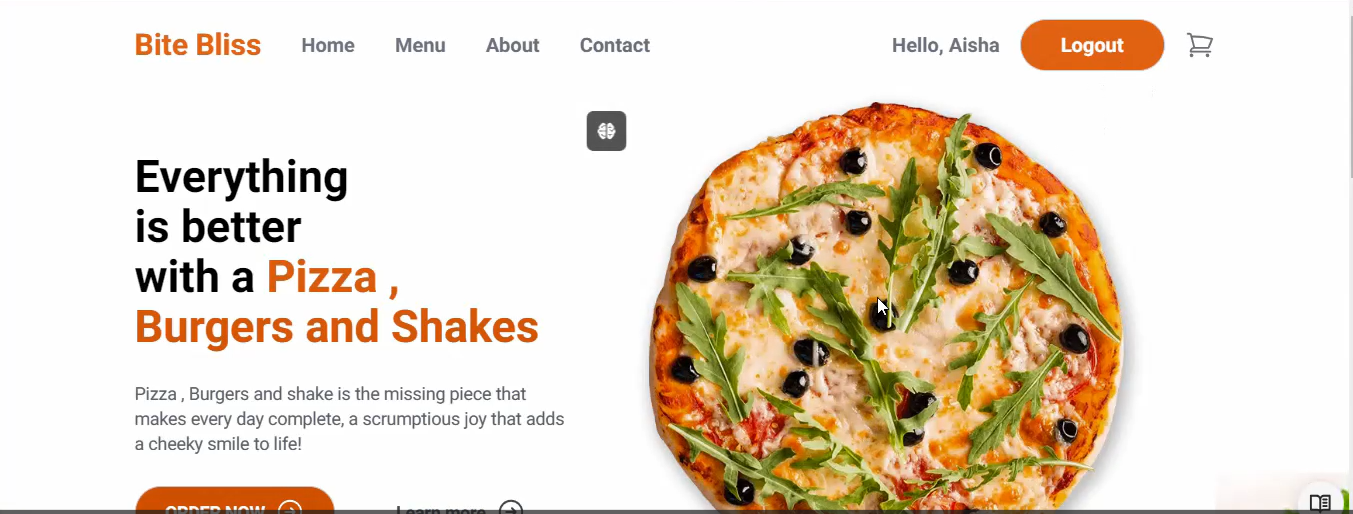 Bite Bliss Home Menu About Contact Hello, Aisha Logout
Everything
is better
with a Pizza ,
Burgers and Shakes
Pizza , Burgers and shake is the missing piece that
makes every day complete, a scrumptious joy that adds
a cheeky smile to life!
ORDER NOW Learn more